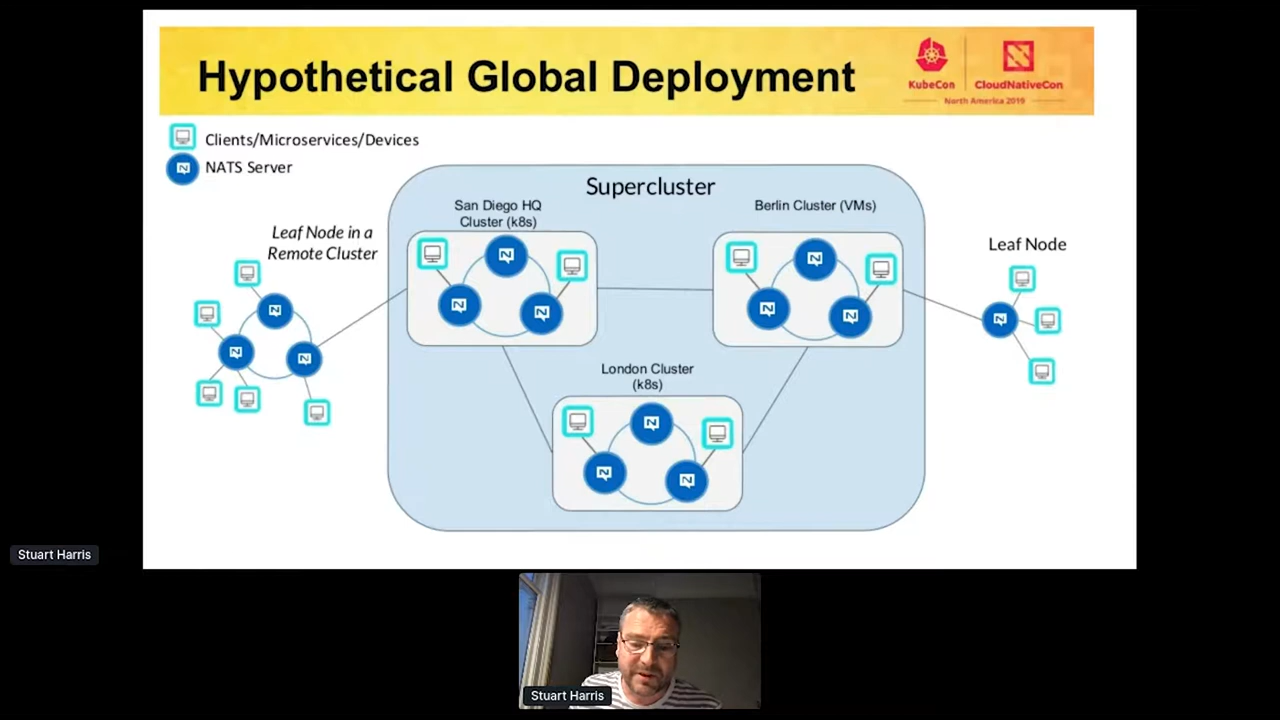 Hypothetical Global Deployment
KubeCon
CloudNativeCon
North America 2019
Clients/Microservices/Devices
NATS Server
Supercluster
San Diego HQ
Cluster (k8s)
Berlin Cluster (VMs)
Leaf Node in a
Remote Cluster
Leaf Node
London Cluster
(k8s)
Stuart Harris
Stuart Harris